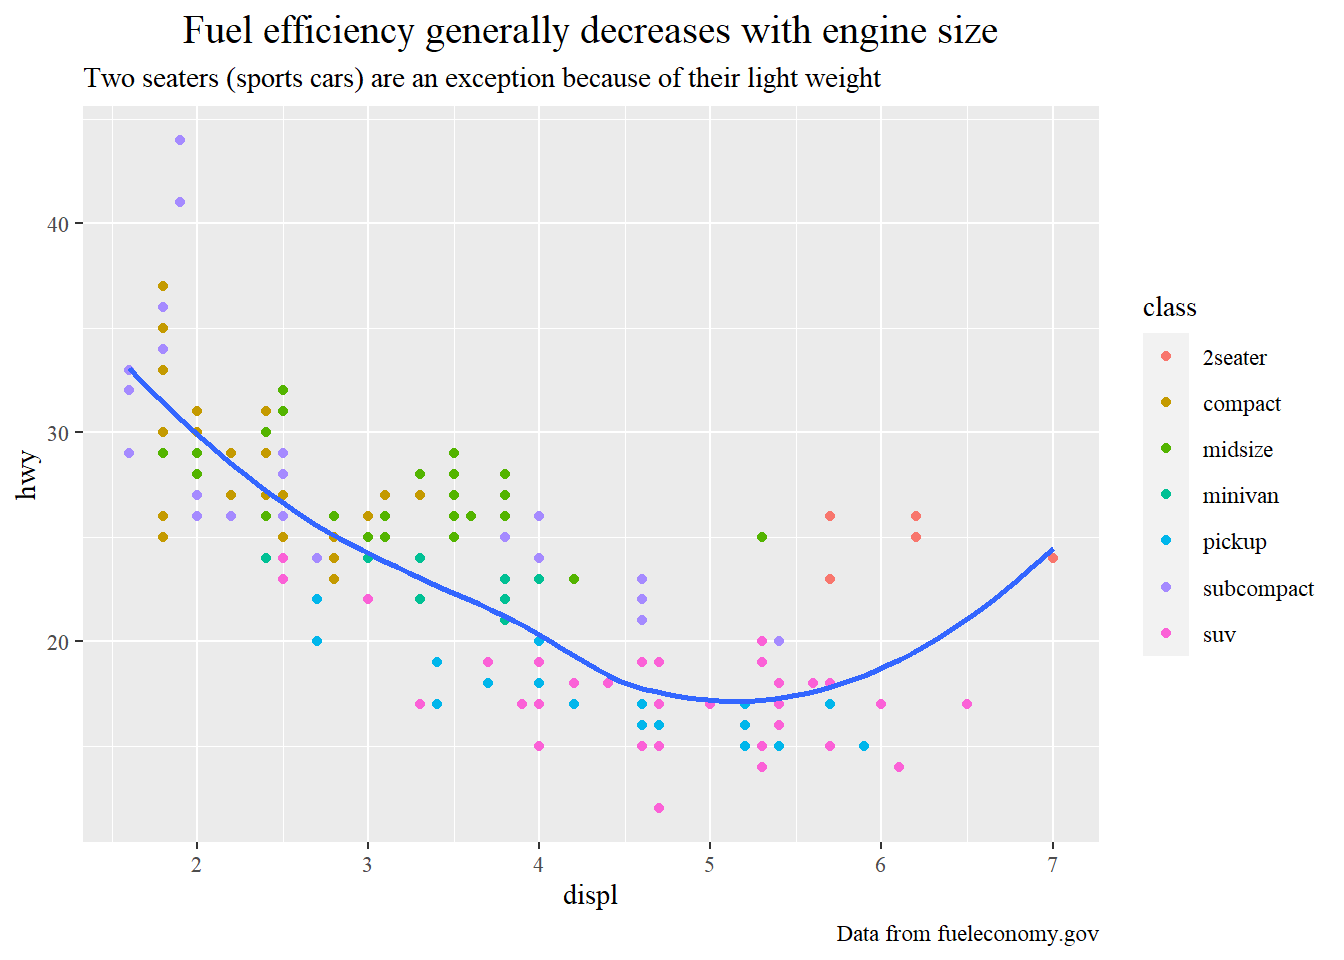 Fuel efficiency generally decreases with engine size
Two seaters (sports cars) are an exception because of their light weight
40
30
20
hwy
2 3 4 5 6 7
displ
class
2seater
compact
midsize
minivan
pickup
subcompact
suv
Data from fueleconomy.gov